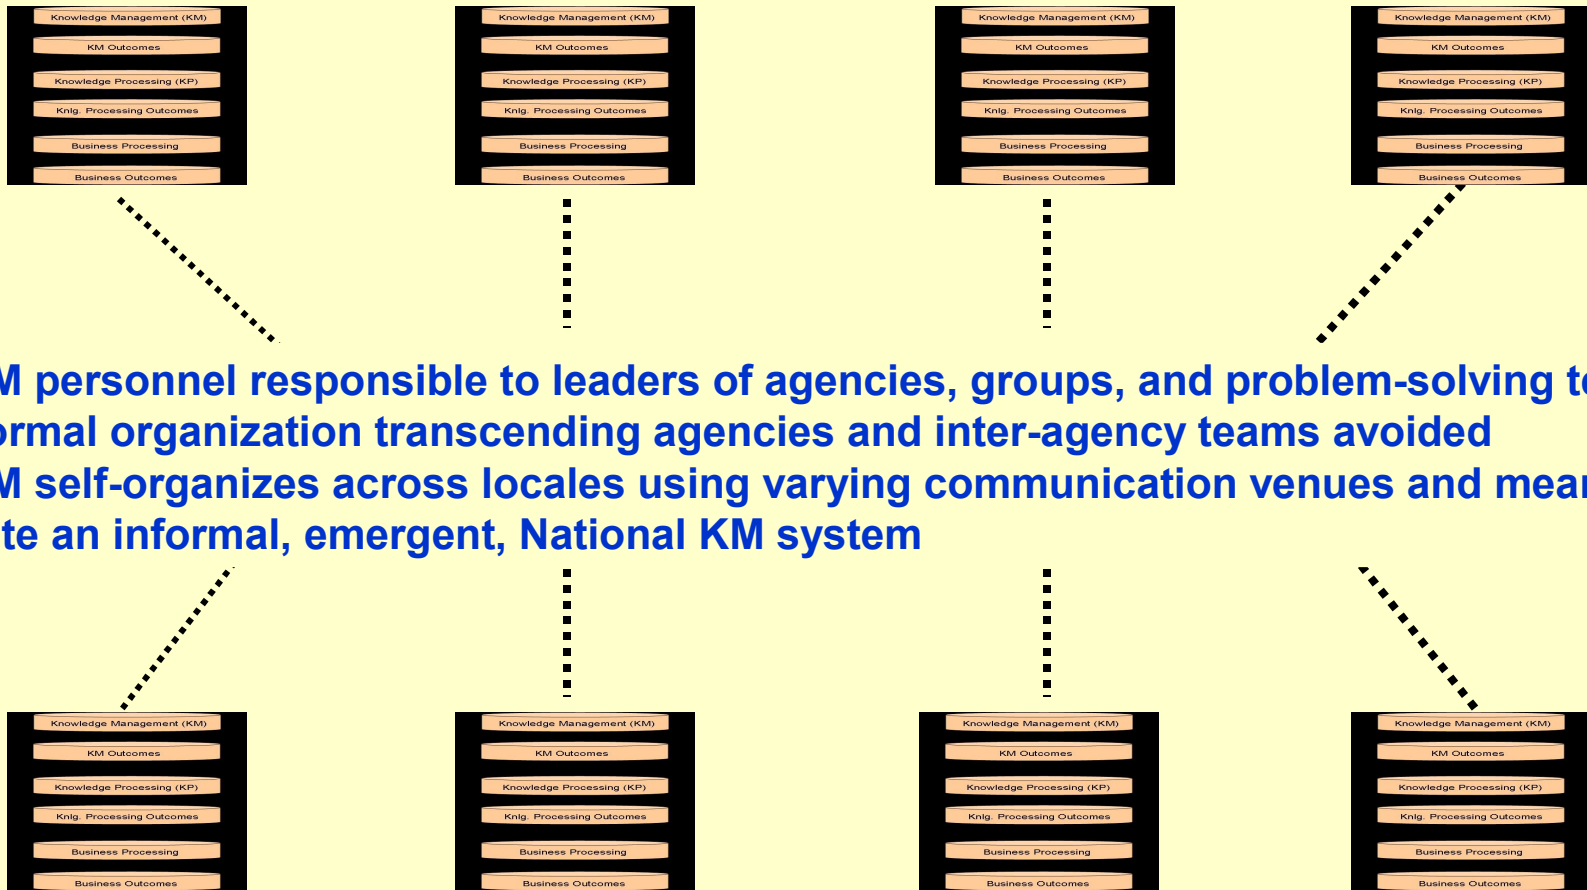 Knowledge Management (KM)
KM Outcomes
Knowledge Processing (KP)
Knlg. Processing Outcomes
Business Processing
Business Outcomes
Knowledge Management (KM)
KM Outcomes
Knowledge Processing (KP)
Knlg. Processing Outcomes
Business Processing
Business Outcomes
Knowledge Management (KM)
KM Outcomes
Knowledge Processing (KP)
Knlg. Processing Outcomes
Business Processing
Business Outcomes
Knowledge Management (KM)
KM Outcomes
Knowledge Processing (KP)
Knlg. Processing Outcomes
Business Processing
Business Outcomes
M personnel responsible to leaders of agencies, groups, and problem-solving te
ormal organization transcending agencies and inter-agency teams avoided
M self-organizes across locales using varying communication venues and mean
te an informal, emergent, National KM system
Knowledge Management (KM)
KM Outcomes
Knowledge Processing (KP)
Knlg. Processing Outcomes
Business Processing
Business Outcomes
Knowledge Management (KM)
KM Outcomes
Knowledge Processing (KP)
Knlg. Processing Outcomes
Business Processing
Business Outcomes
Knowledge Management (KM)
KM Outcomes
Knowledge Processing (KP)
Knlg. Processing Outcomes
Business Processing
Business Outcomes
Knowledge Management (KM)
KM Outcomes
Knowledge Processing (KP)
Knlg. Processing Outcomes
Business Processing
Business Outcomes